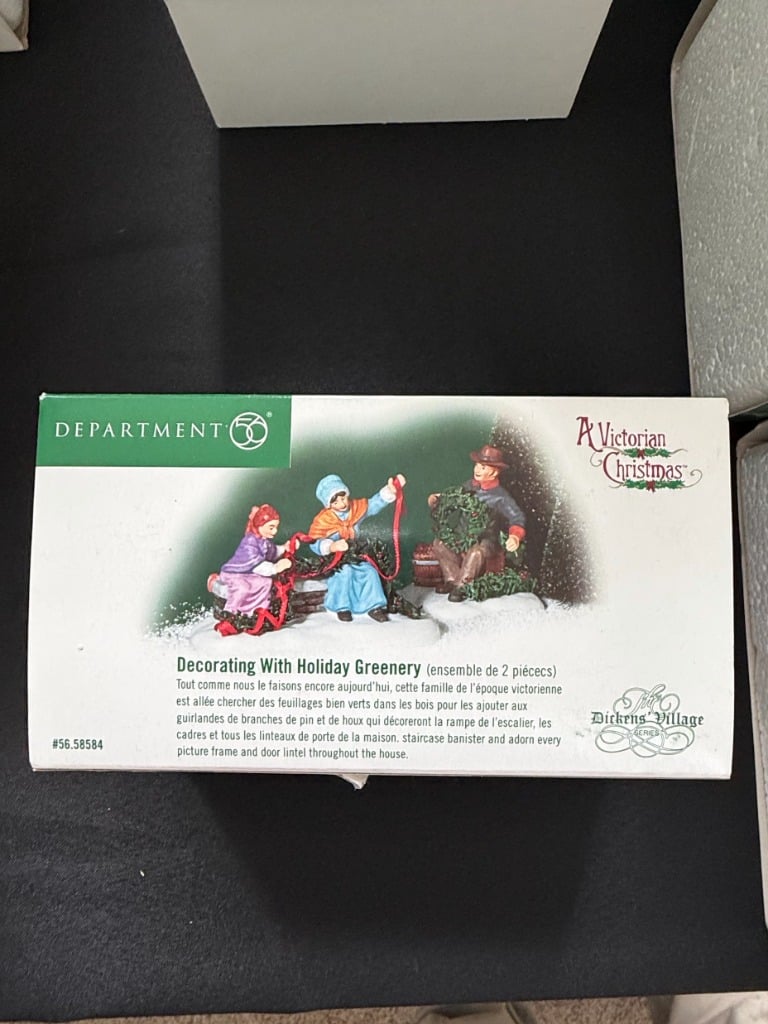 DEPARTMENT 56®
A Victorian
Christmas™
Decorating With Holiday Greenery (ensemble de 2 piécecs)
Tout comme nous le faisons encore aujourd'hui, cette famille de l'époque victorienne
est allée chercher des feuillages bien verts dans les bois pour les ajouter aux
guirlandes de branches de pin et de houx qui décoreront la rampe de l'escalier, les
cadres et tous les linteaux de porte de la maison. staircase banister and adorn every
picture frame and door lintel throughout the house.
#56.58584
The
Dickens' Village
SERIES